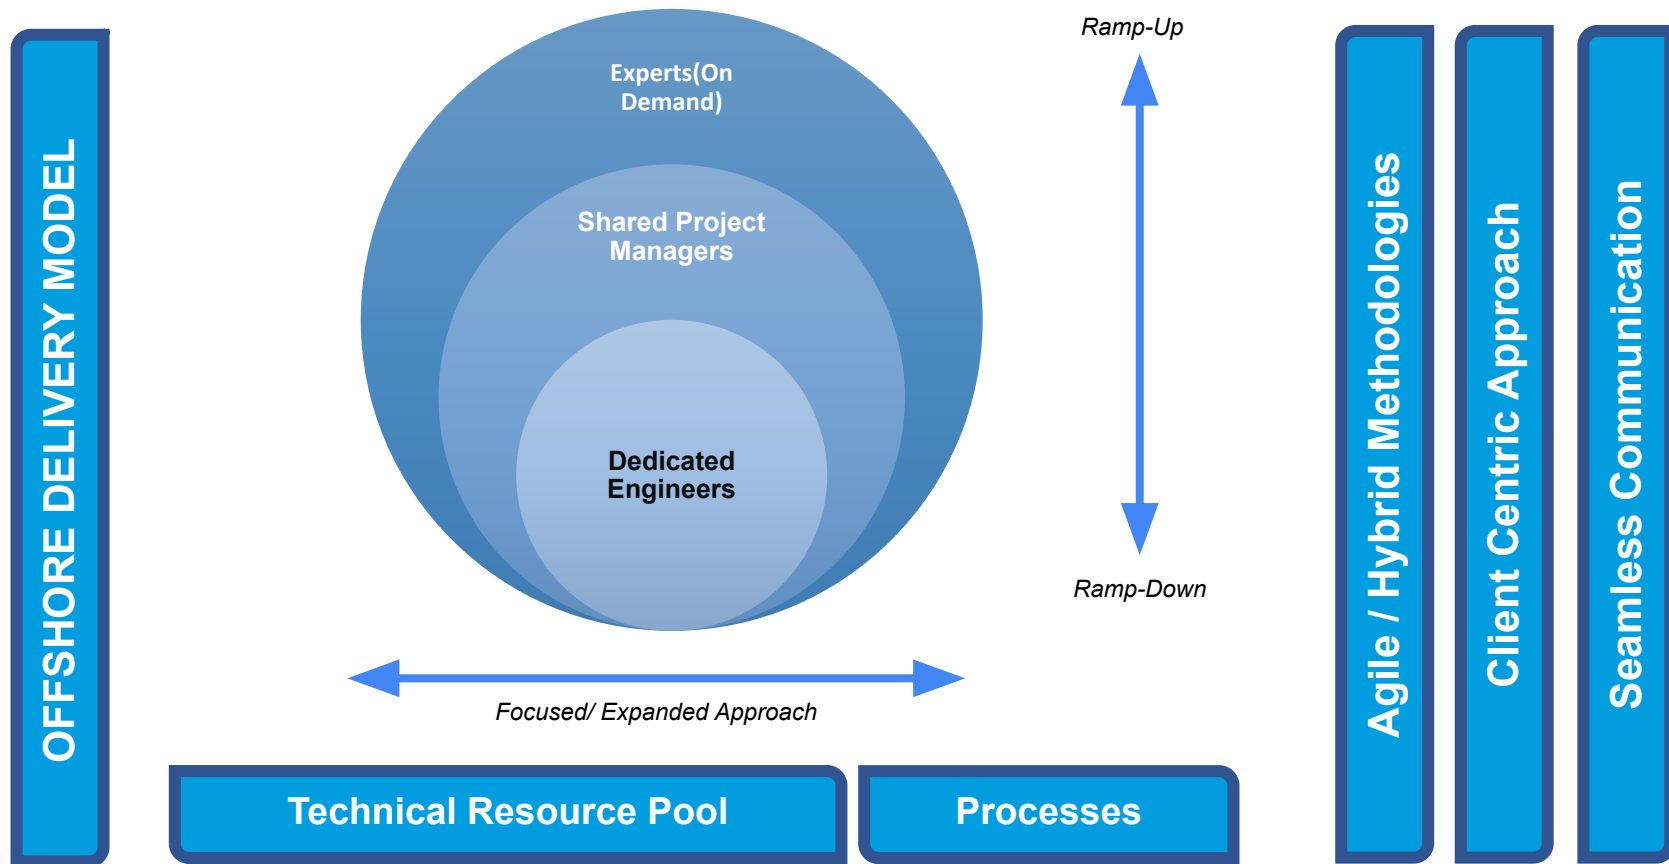 OFFSHORE DELIVERY MODEL
Experts(On
Demand)
Shared Project
Managers
Dedicated
Engineers
Focused/ Expanded Approach
Ramp-Up
Ramp-Down
Technical Resource Pool
Processes
Agile / Hybrid Methodologies
Client Centric Approach
Seamless Communication